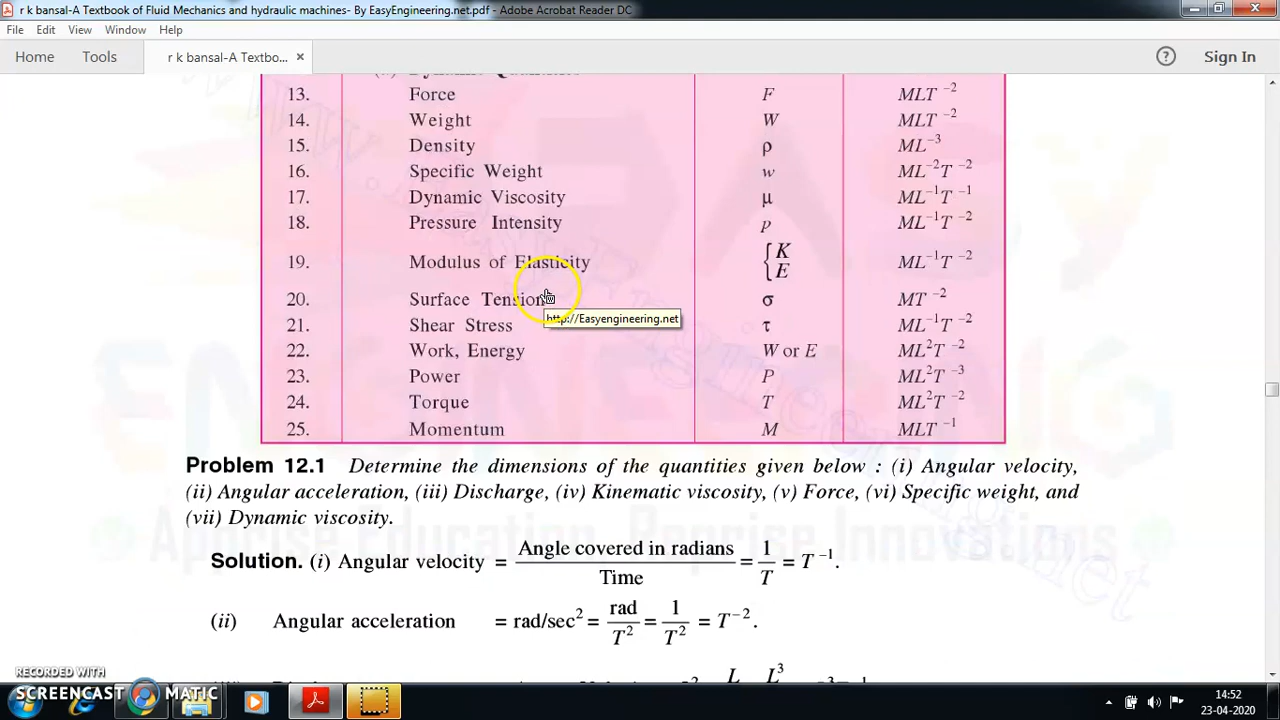 r k bansal-A Textbook of Fluid Mechanics and hydraulic machines- By EasyEngineering.net.pdf - Adobe Acrobat Reader DC
File Edit View Window Help
Home Tools r k bansal-A Textbo... × ? Sign In
13. Force F MLT⁻²
14. Weight W MLT⁻²
15. Density ρ ML⁻³
16. Specific Weight w ML⁻²T⁻²
17. Dynamic Viscosity μ ML⁻¹T⁻¹
18. Pressure Intensity p ML⁻¹T⁻²
19. Modulus of Elasticity {K E ML⁻¹T⁻²
20. Surface Tension σ MT⁻²
http://Easyengineering.net
21. Shear Stress τ ML⁻¹T⁻²
22. Work, Energy W or E ML²T⁻²
23. Power P ML²T⁻³
24. Torque T ML²T⁻²
25. Momentum M MLT⁻¹
Problem 12.1 Determine the dimensions of the quantities given below : (i) Angular velocity,
(ii) Angular acceleration, (iii) Discharge, (iv) Kinematic viscosity, (v) Force, (vi) Specific weight, and
(vii) Dynamic viscosity.
Solution. (i) Angular velocity = Angle covered in radians / Time = 1/T = T⁻¹.
(ii) Angular acceleration = rad/sec² = rad/T² = 1/T² = T⁻².
RECORDED WITH
SCREENCAST MATIC
14:52
23-04-2020